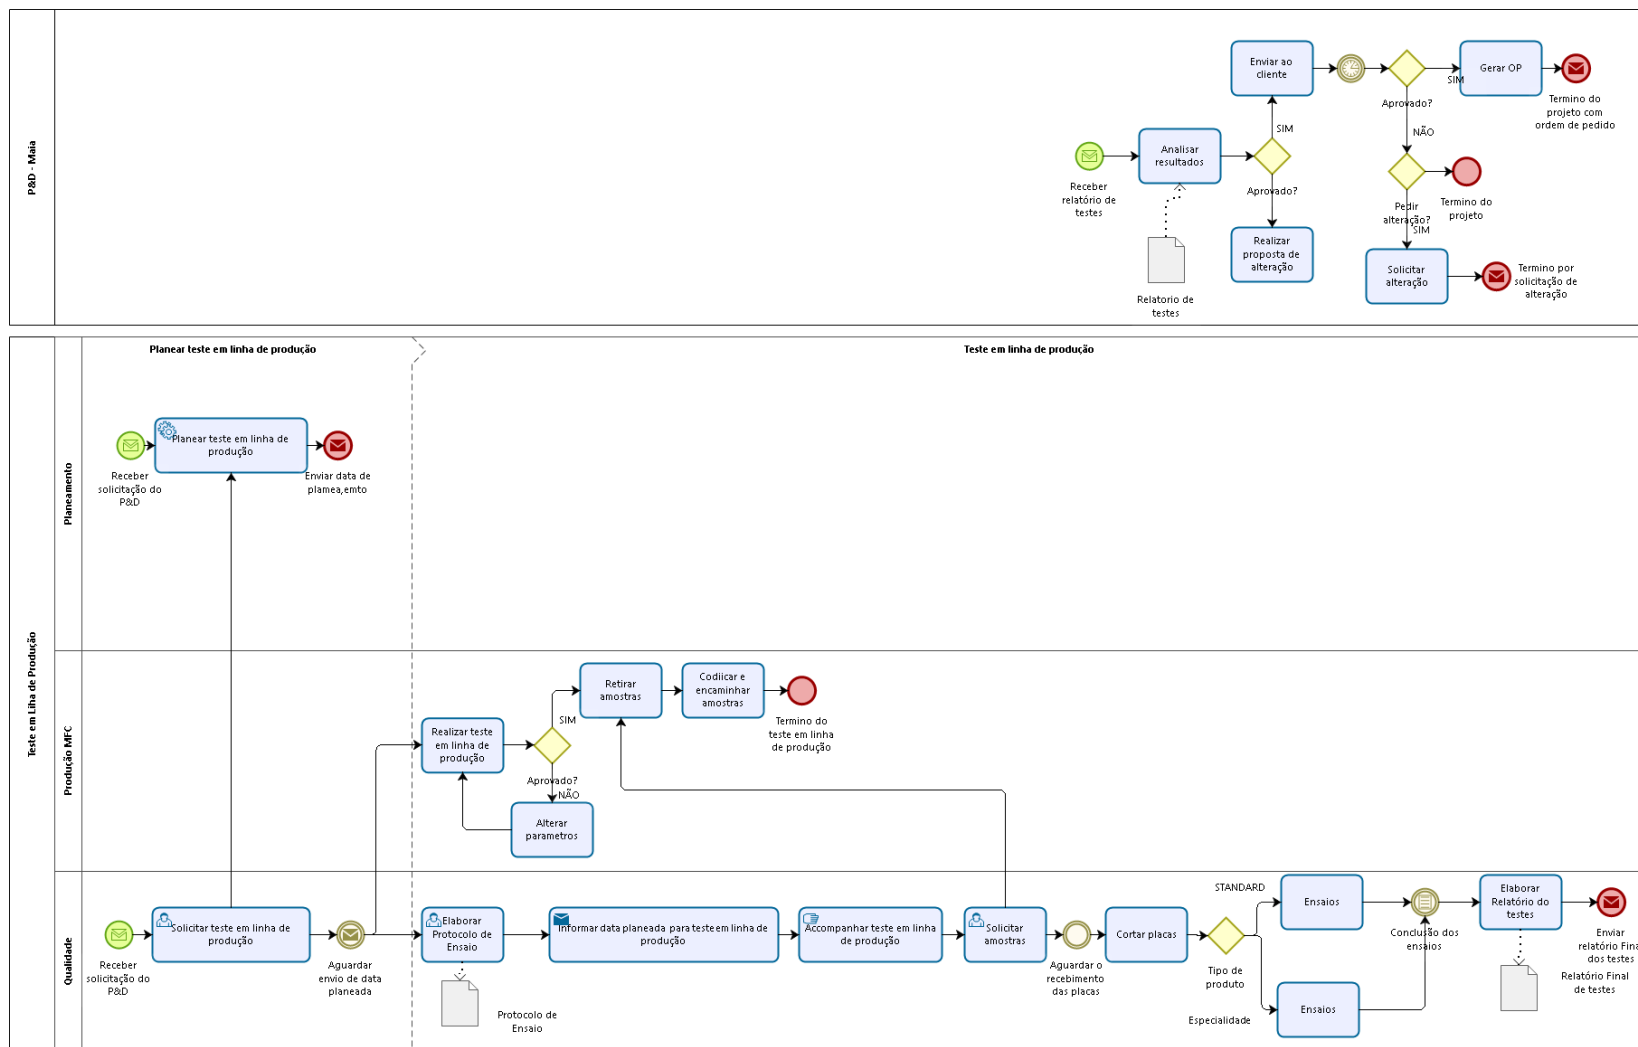 P&D - Maia
Enviar ao
cliente
SIM
Aprovado?
Gerar OP
Termino do
projeto com
ordem de pedido
NÃO
SIM
Analisar
resultados
Receber
relatório de
testes
Aprovado?
Relatorio de
testes
Realizar
proposta de
alteração
Pedir
alteração?
Termino do
projeto
SIM
Solicitar
alteração
Termino por
solicitação de
alteração
Teste em Liha de Produção
Planear teste em linha de produção
Teste em linha de produção
Planeamento
Receber
solicitação do
P&D
Planear teste em linha de
produção
Enviar data de
plamea,emto
Produção MFC
Realizar teste
em linha de
produção
SIM
Aprovado?
NÃO
Alterar
parametros
Retirar
amostras
Codiicar e
encaminhar
amostras
Termino do
teste em linha
de produção
Qualidade
Receber
solicitação do
P&D
Solicitar teste em linha de
produção
Aguardar
envio de data
planeada
Elaborar
Protocolo de
Ensaio
Protocolo de
Ensaio
Informar data planeada para teste em linha de
produção
Accompanhar teste em linha
de produção
Solicitar
amostras
Aguardar o
recebimento
das placas
Cortar placas
Tipo de
produto
STANDARD
Especialidade
Ensaios
Ensaios
Conclusão dos
ensaios
Elaborar
Relatório do
testes
Enviar
relatório Fina
dos testes
Relatório Final
de testes